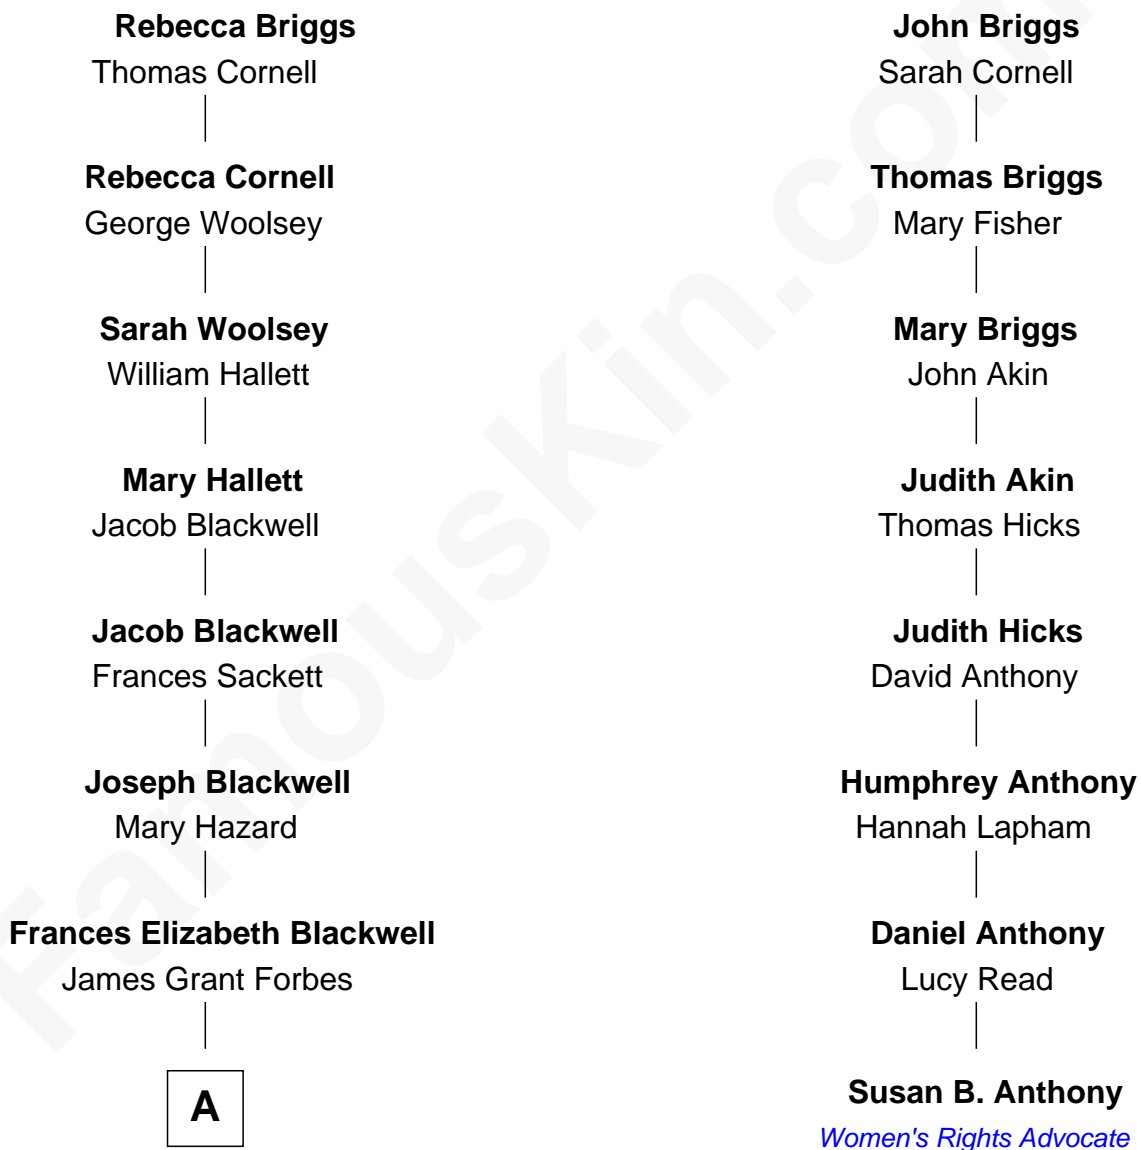 Rebecca Briggs
Thomas Cornell
Rebecca Cornell
George Woolsey
Sarah Woolsey
William Hallett
Mary Hallett
Jacob Blackwell
Jacob Blackwell
Frances Sackett
Joseph Blackwell
Mary Hazard
Frances Elizabeth Blackwell
James Grant Forbes
A
John Briggs
Sarah Cornell
Thomas Briggs
Mary Fisher
Mary Briggs
John Akin
Judith Akin
Thomas Hicks
Judith Hicks
David Anthony
Humphrey Anthony
Hannah Lapham
Daniel Anthony
Lucy Read
Susan B. Anthony
Women's Rights Advocate
FamousKin.com